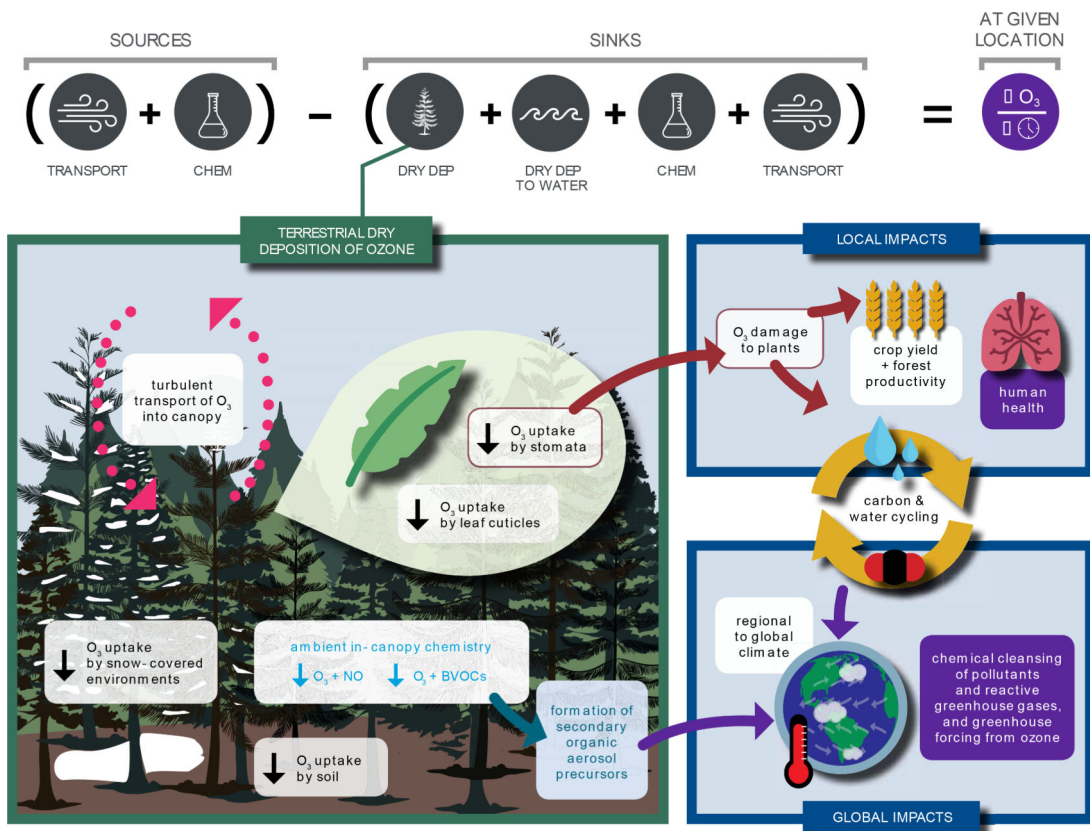 SOURCES
SINKS
AT GIVEN
LOCATION
( + ) - ( + + + ) =
▯ O₃
▯
TRANSPORT
CHEM
DRY DEP
DRY DEP
TO WATER
CHEM
TRANSPORT
TERRESTRIAL DRY
DEPOSITION OF OZONE
turbulent
transport of O₃
into canopy
O₃ uptake
by stomata
O₃ uptake
by leaf cuticles
O₃ uptake
by snow-covered
environments
ambient in-canopy chemistry
O₃ + NO
O₃ + BVOCs
O₃ uptake
by soil
formation of
secondary
organic
aerosol
precursors
LOCAL IMPACTS
O₃ damage
to plants
crop yield
+ forest
productivity
human
health
carbon &
water cycling
regional
to global
climate
chemical cleansing
of pollutants
and reactive
greenhouse gases,
and greenhouse
forcing from ozone
GLOBAL IMPACTS